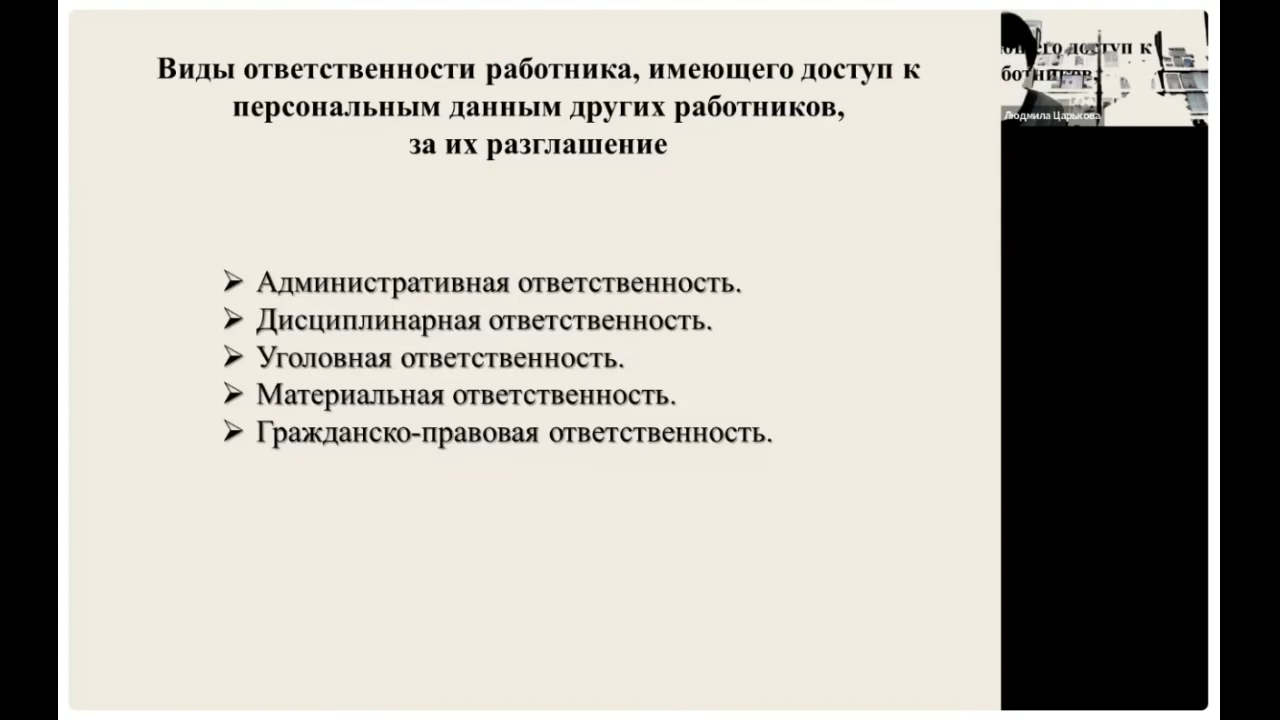 Виды ответственности работника, имеющего доступ к
персональным данным других работников,
за их разглашение
➢ Административная ответственность.
➢ Дисциплинарная ответственность.
➢ Уголовная ответственность.
➢ Материальная ответственность.
➢ Гражданско-правовая ответственность.
доступ к
Людмила Царькова